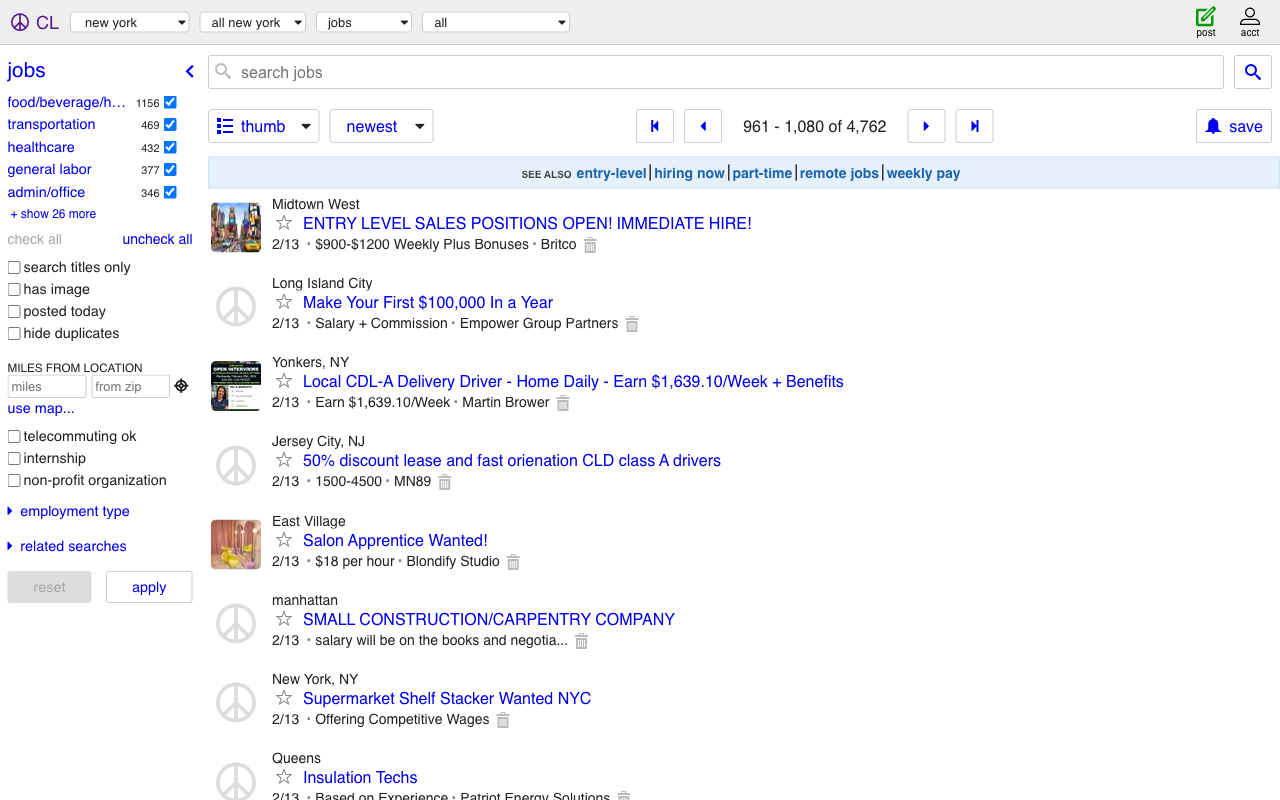 CL
new york
all new york
jobs
all
post
acct
jobs
food/beverage/h... 1156
transportation 469
healthcare 432
general labor 377
admin/office 346
+ show 26 more
check all uncheck all
search titles only
has image
posted today
hide duplicates
MILES FROM LOCATION
miles from zip
use map...
telecommuting ok
internship
non-profit organization
employment type
related searches
reset apply
search jobs
thumb newest 961 - 1,080 of 4,762 save
SEE ALSO entry-level | hiring now | part-time | remote jobs | weekly pay
Midtown West
ENTRY LEVEL SALES POSITIONS OPEN! IMMEDIATE HIRE!
2/13 · $900-$1200 Weekly Plus Bonuses · Britco
Long Island City
Make Your First $100,000 In a Year
2/13 · Salary + Commission · Empower Group Partners
OPEN INTERVIEWS
Yonkers, NY
Local CDL-A Delivery Driver - Home Daily - Earn $1,639.10/Week + Benefits
2/13 · Earn $1,639.10/Week · Martin Brower
Jersey City, NJ
50% discount lease and fast orienation CLD class A drivers
2/13 · 1500-4500 · MN89
East Village
Salon Apprentice Wanted!
2/13 · $18 per hour · Blondify Studio
manhattan
SMALL CONSTRUCTION/CARPENTRY COMPANY
2/13 · salary will be on the books and negotia...
New York, NY
Supermarket Shelf Stacker Wanted NYC
2/13 · Offering Competitive Wages
Queens
Insulation Techs
2/13 · Based on Experience · Patriot Energy Solutions